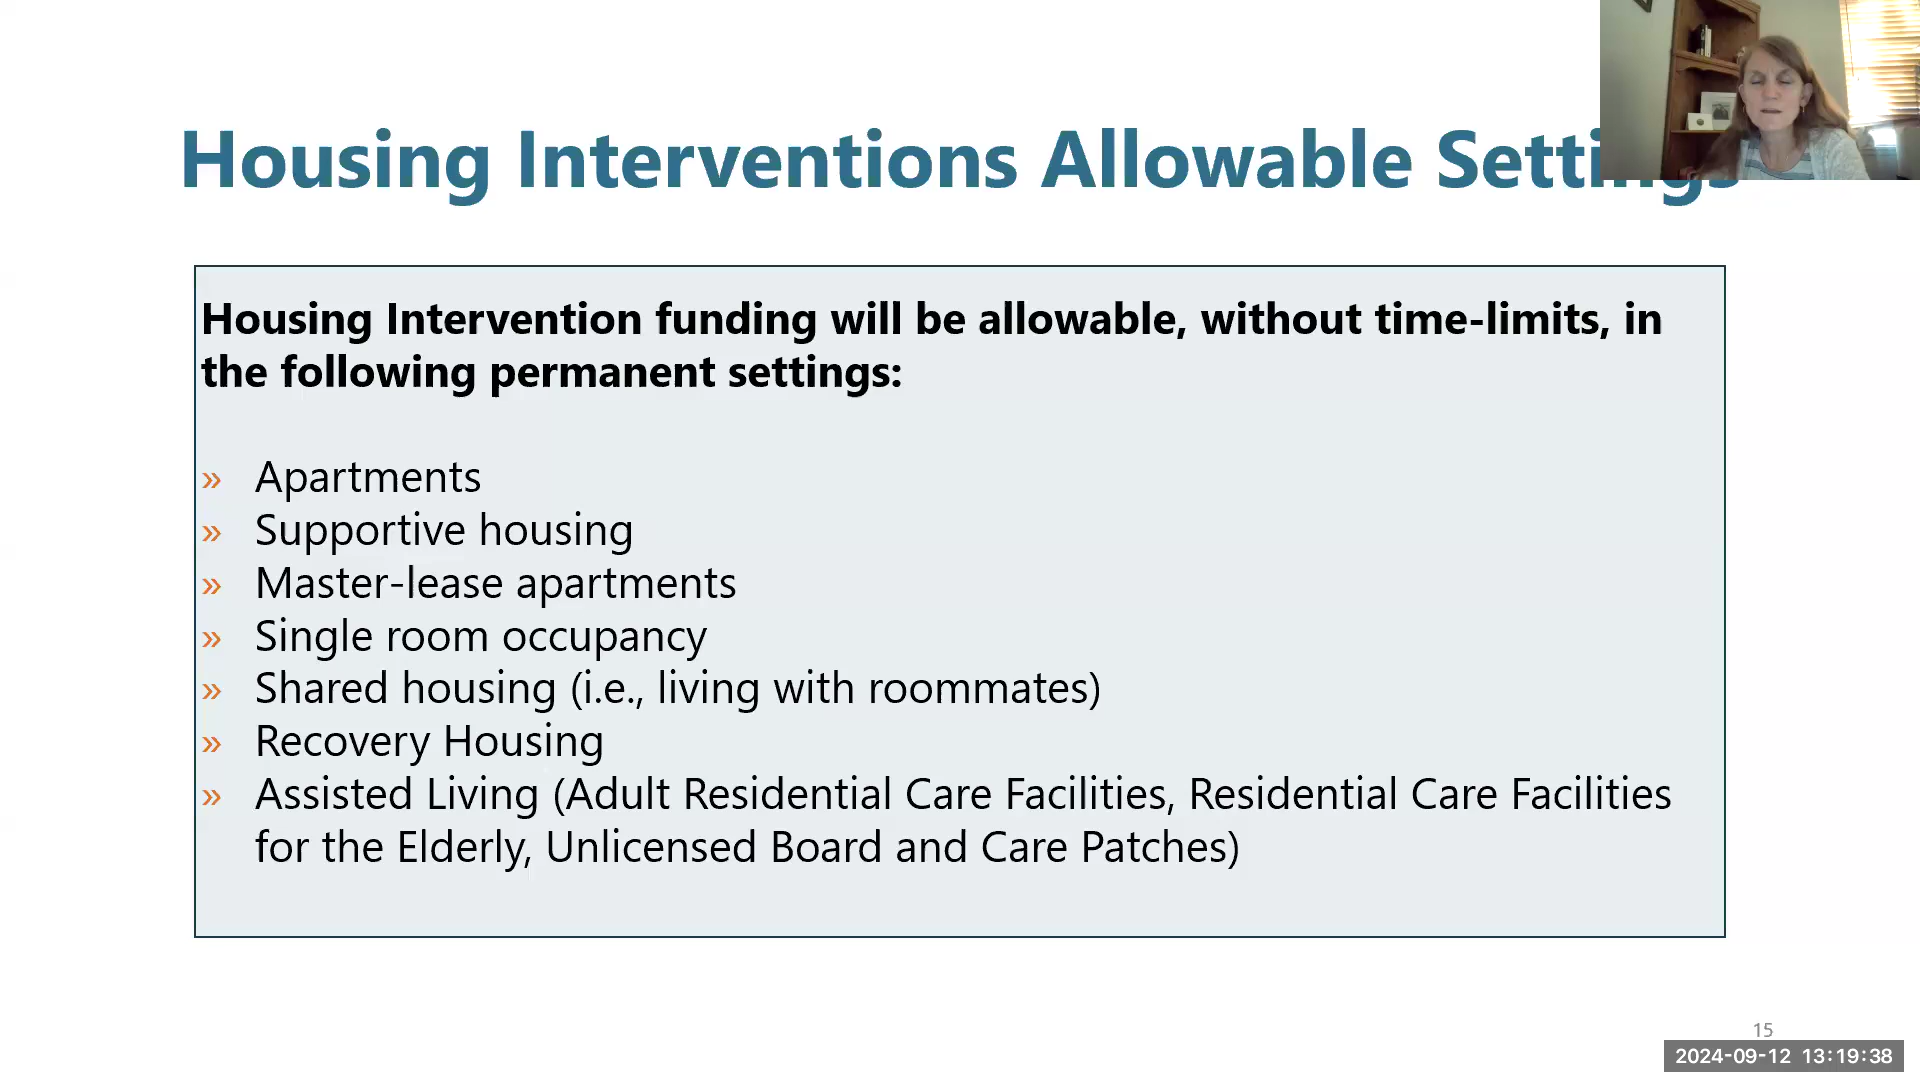 Housing Interventions Allowable Settings
Housing Intervention funding will be allowable, without time-limits, in
the following permanent settings:
» Apartments
» Supportive housing
» Master-lease apartments
» Single room occupancy
» Shared housing (i.e., living with roommates)
» Recovery Housing
» Assisted Living (Adult Residential Care Facilities, Residential Care Facilities
for the Elderly, Unlicensed Board and Care Patches)
15
2024-09-12 13:19:38